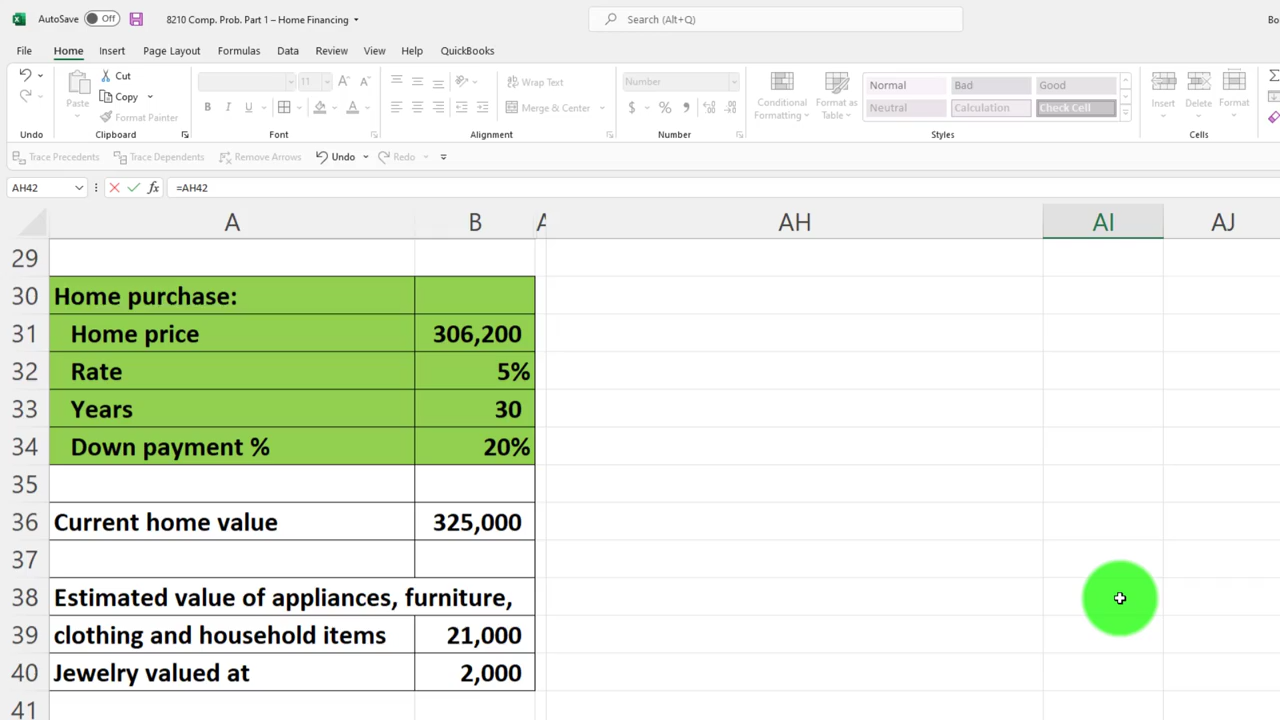 AutoSave Off 8210 Comp. Prob. Part 1 – Home Financing Search (Alt+Q) Bo
File Home Insert Page Layout Formulas Data Review View Help QuickBooks
Cut
Copy
Format Painter
Paste
11
Wrap Text
Merge & Center
Number
Conditional Formatting
Format as Table
Normal Bad Good
Neutral Calculation Check Cell
Insert Delete Format
Undo Clipboard Font Alignment Number Styles Cells
Trace Precedents Trace Dependents Remove Arrows Undo Redo
AH42 fx =AH42
A B A AH AI AJ
29
30 Home purchase:
31 Home price 306,200
32 Rate 5%
33 Years 30
34 Down payment % 20%
35
36 Current home value 325,000
37
38 Estimated value of appliances, furniture,
39 clothing and household items 21,000
40 Jewelry valued at 2,000
41